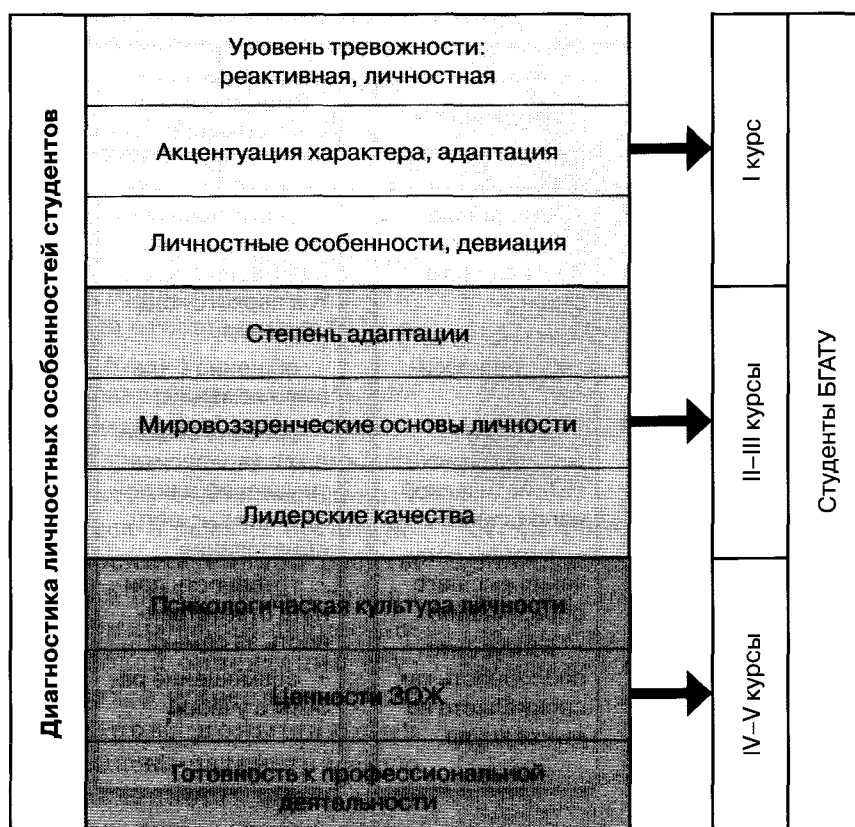 Диагностика личностных особенностей студентов
Уровень тревожности:
реактивная, личностная
Акцентуация характера, адаптация
Личностные особенности, девиация
Степень адаптации
Мировоззренческие основы личности
Лидерские качества
Психологическая культура личности
Ценности ЗОЖ
Готовность к профессиональной
деятельности
I курс
II–III курсы
IV–V курсы
Студенты БГАТУ